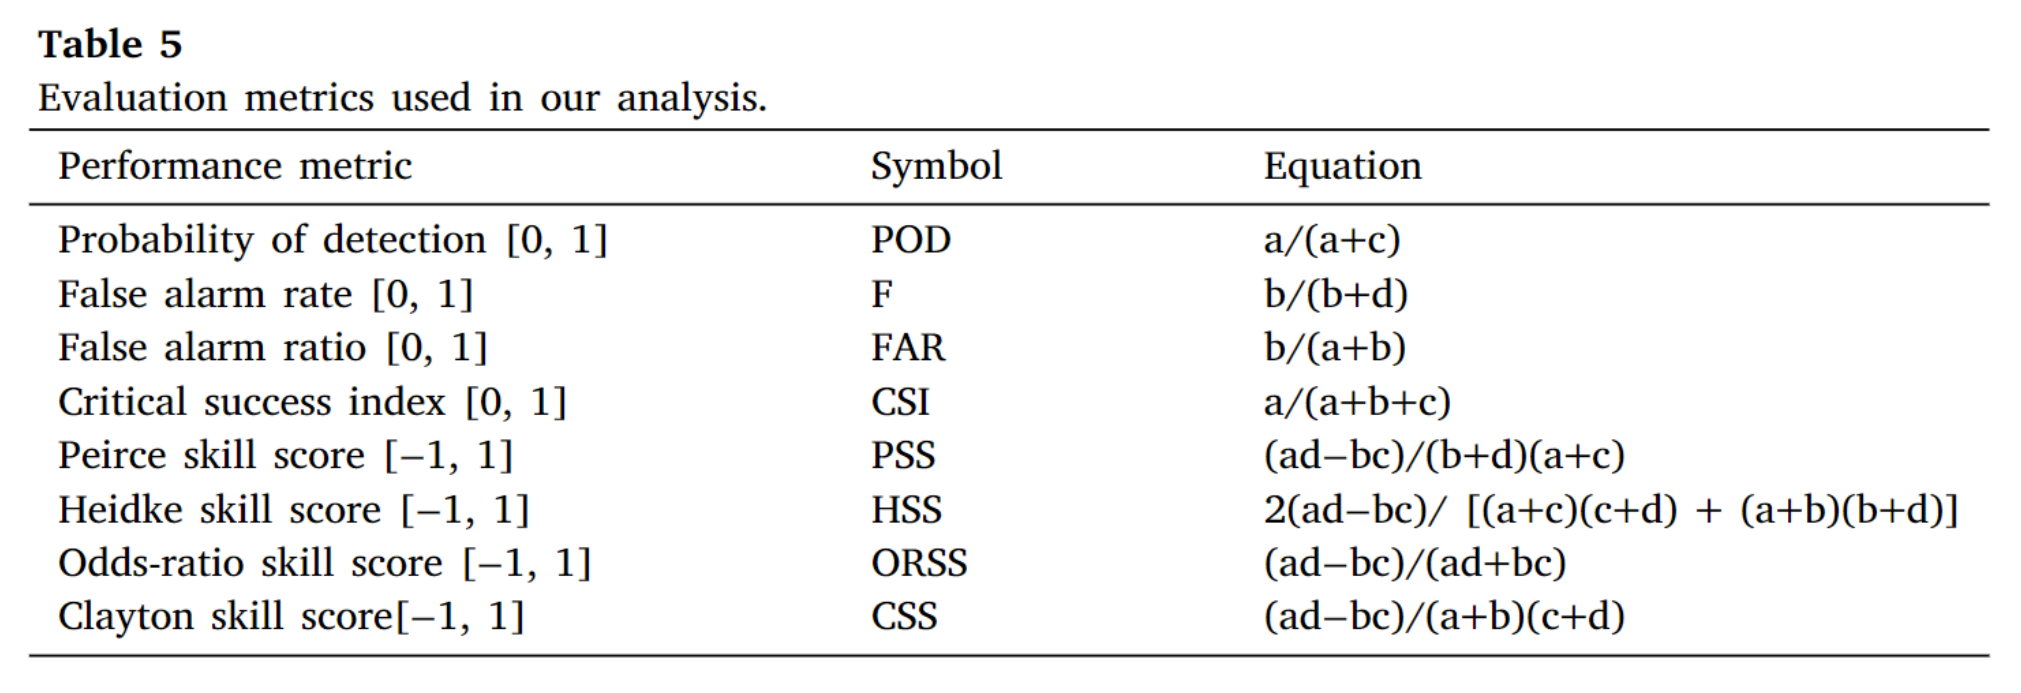 Table 5
Evaluation metrics used in our analysis.
Performance metric Symbol Equation
Probability of detection [0, 1] POD a/(a+c)
False alarm rate [0, 1] F b/(b+d)
False alarm ratio [0, 1] FAR b/(a+b)
Critical success index [0, 1] CSI a/(a+b+c)
Peirce skill score [−1, 1] PSS (ad−bc)/(b+d)(a+c)
Heidke skill score [−1, 1] HSS 2(ad−bc)/ [(a+c)(c+d) + (a+b)(b+d)]
Odds-ratio skill score [−1, 1] ORSS (ad−bc)/(ad+bc)
Clayton skill score[−1, 1] CSS (ad−bc)/(a+b)(c+d)